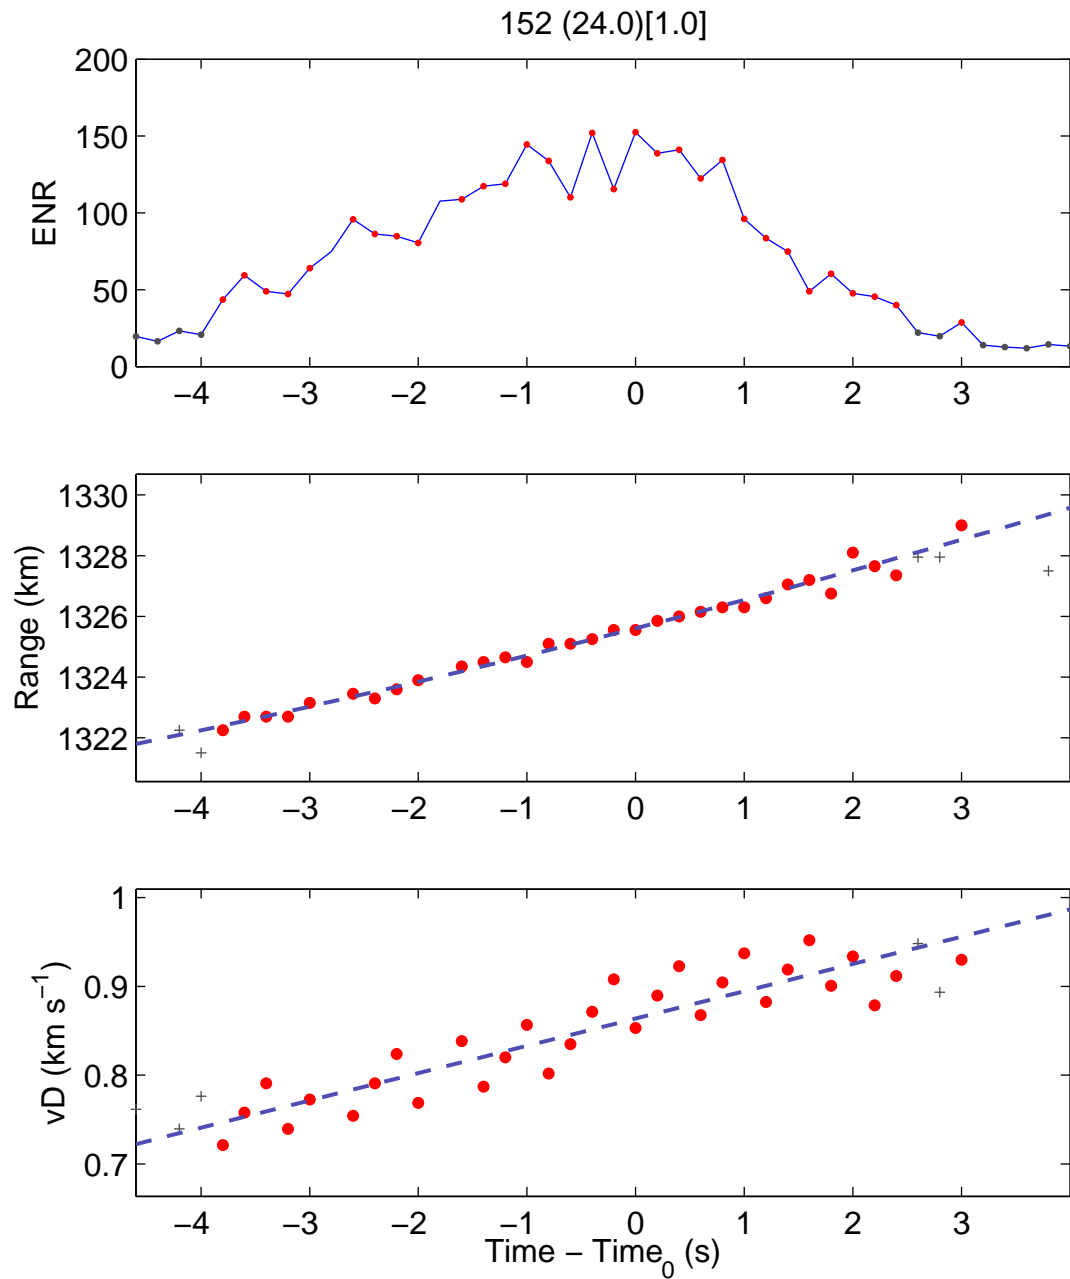 152 (24.0)[1.0]
200
150
100
50
0
ENR
−4 −3 −2 −1 0 1 2 3
1330
1328
1326
1324
1322
Range (km)
−4 −3 −2 −1 0 1 2 3
1
0.9
0.8
0.7
vD (km s−1)
−4 −3 −2 −1 0 1 2 3
Time − Time0 (s)